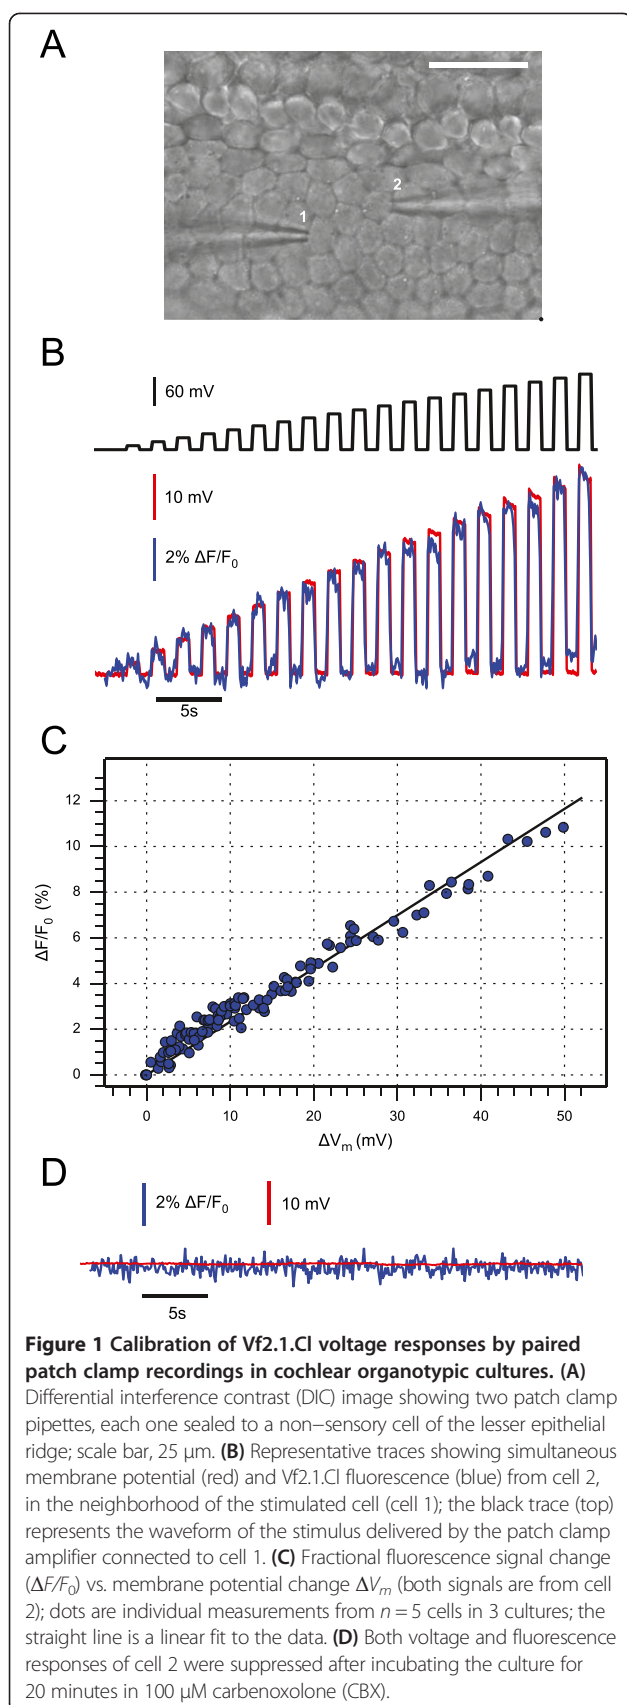 A
1
2
B
60 mV
10 mV
2% ΔF/F0
5s
C
12
10
8
6
4
2
0
ΔF/F0 (%)
0 10 20 30 40 50
ΔVm (mV)
D
2% ΔF/F0 10 mV
5s
Figure 1 Calibration of Vf2.1.Cl voltage responses by paired
patch clamp recordings in cochlear organotypic cultures. (A)
Differential interference contrast (DIC) image showing two patch clamp
pipettes, each one sealed to a non−sensory cell of the lesser epithelial
ridge; scale bar, 25 μm. (B) Representative traces showing simultaneous
membrane potential (red) and Vf2.1.Cl fluorescence (blue) from cell 2,
in the neighborhood of the stimulated cell (cell 1); the black trace (top)
represents the waveform of the stimulus delivered by the patch clamp
amplifier connected to cell 1. (C) Fractional fluorescence signal change
(ΔF/F0) vs. membrane potential change ΔVm (both signals are from cell
2); dots are individual measurements from n = 5 cells in 3 cultures; the
straight line is a linear fit to the data. (D) Both voltage and fluorescence
responses of cell 2 were suppressed after incubating the culture for
20 minutes in 100 μM carbenoxolone (CBX).